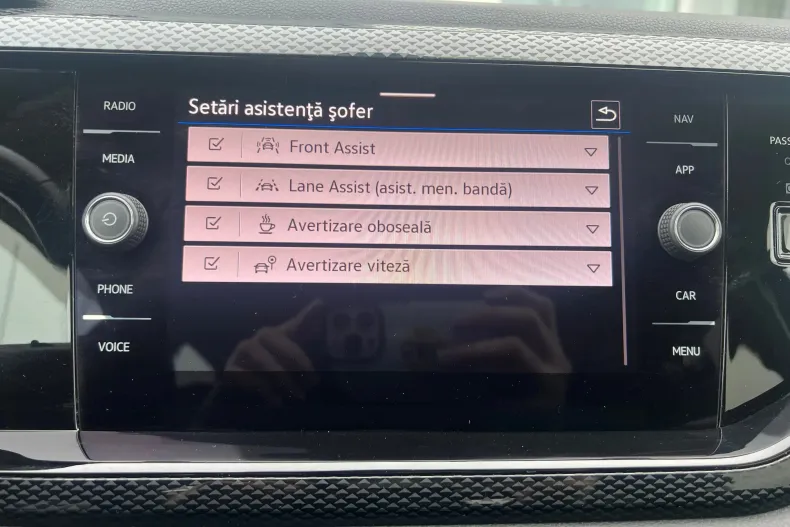 RADIO
MEDIA
PHONE
VOICE
Setări asistenţă şofer
Front Assist
Lane Assist (asist. men. bandă)
Avertizare oboseală
Avertizare viteză
NAV
APP
CAR
MENU
PASS